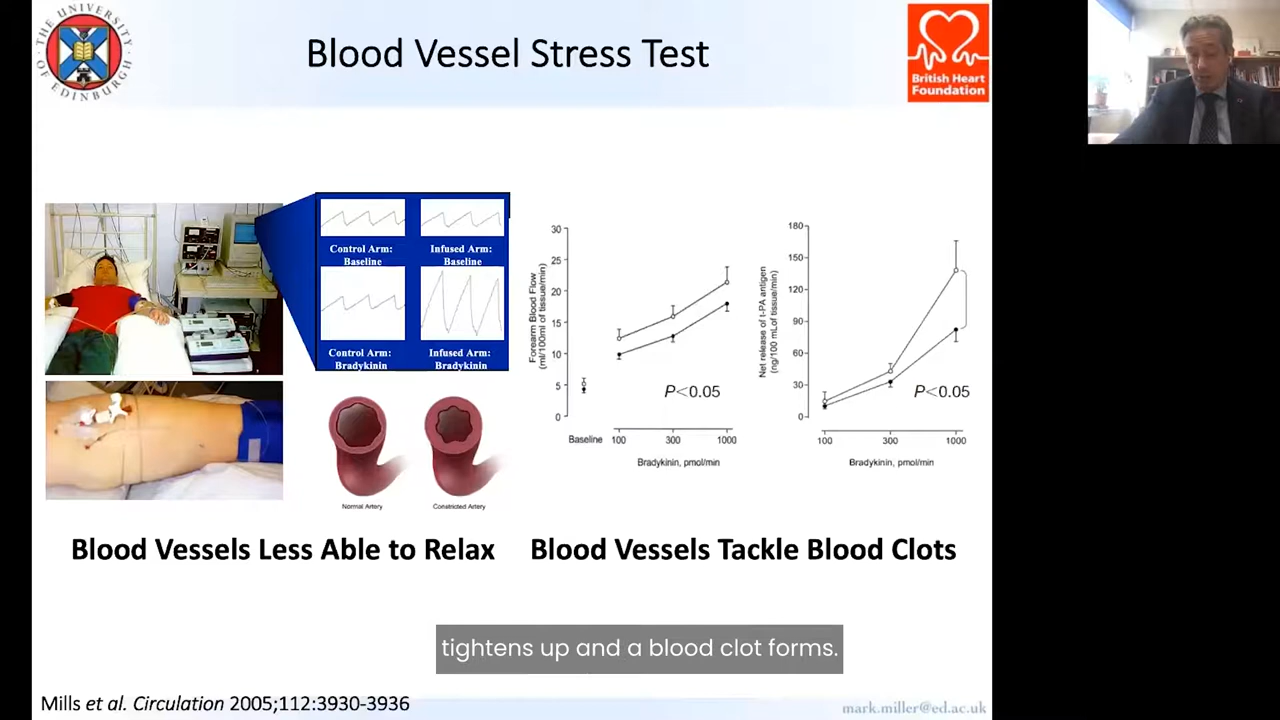 THE UNIVERSITY
OF EDINBURGH
Blood Vessel Stress Test
British Heart
Foundation
Control Arm:
Baseline
Infused Arm:
Baseline
Control Arm:
Bradykinin
Infused Arm:
Bradykinin
Normal Artery
Constricted Artery
Forearm Blood Flow
(ml/100ml of tissue/min)
30
25
20
15
10
5
0
P<0.05
Baseline
100
300
1000
Bradykinin, pmol/min
Net release of t-PA antigen
(ng/100 mLof tissue/min)
180
150
120
90
60
30
0
P<0.05
100
300
1000
Bradykinin, pmol/min
Blood Vessels Less Able to Relax
Blood Vessels Tackle Blood Clots
tightens up and a blood clot forms.
Mills et al. Circulation 2005;112:3930-3936
mark.miller@ed.ac.uk